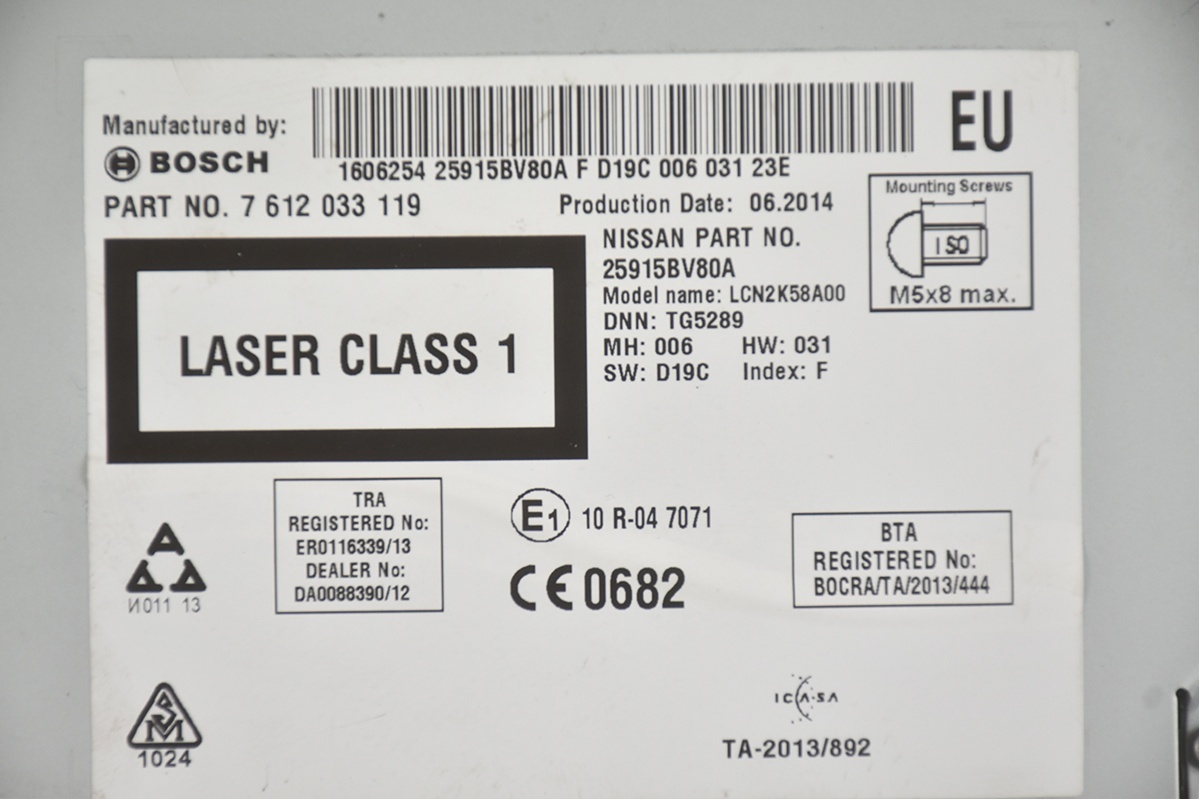 Manufactured by:
BOSCH
1606254 25915BV80A F D19C 006 031 23E
EU
PART NO. 7 612 033 119
Production Date: 06.2014
Mounting Screws
ISO
M5x8 max.
LASER CLASS 1
NISSAN PART NO.
25915BV80A
Model name: LCN2K58A00
DNN: TG5289
MH: 006 HW: 031
SW: D19C Index: F
И011 13
TRA
REGISTERED No:
ER0116339/13
DEALER No:
DA0088390/12
E1 10 R-04 7071
CE 0682
BTA
REGISTERED No:
BOCRA/TA/2013/444
1024
ICASA
TA-2013/892